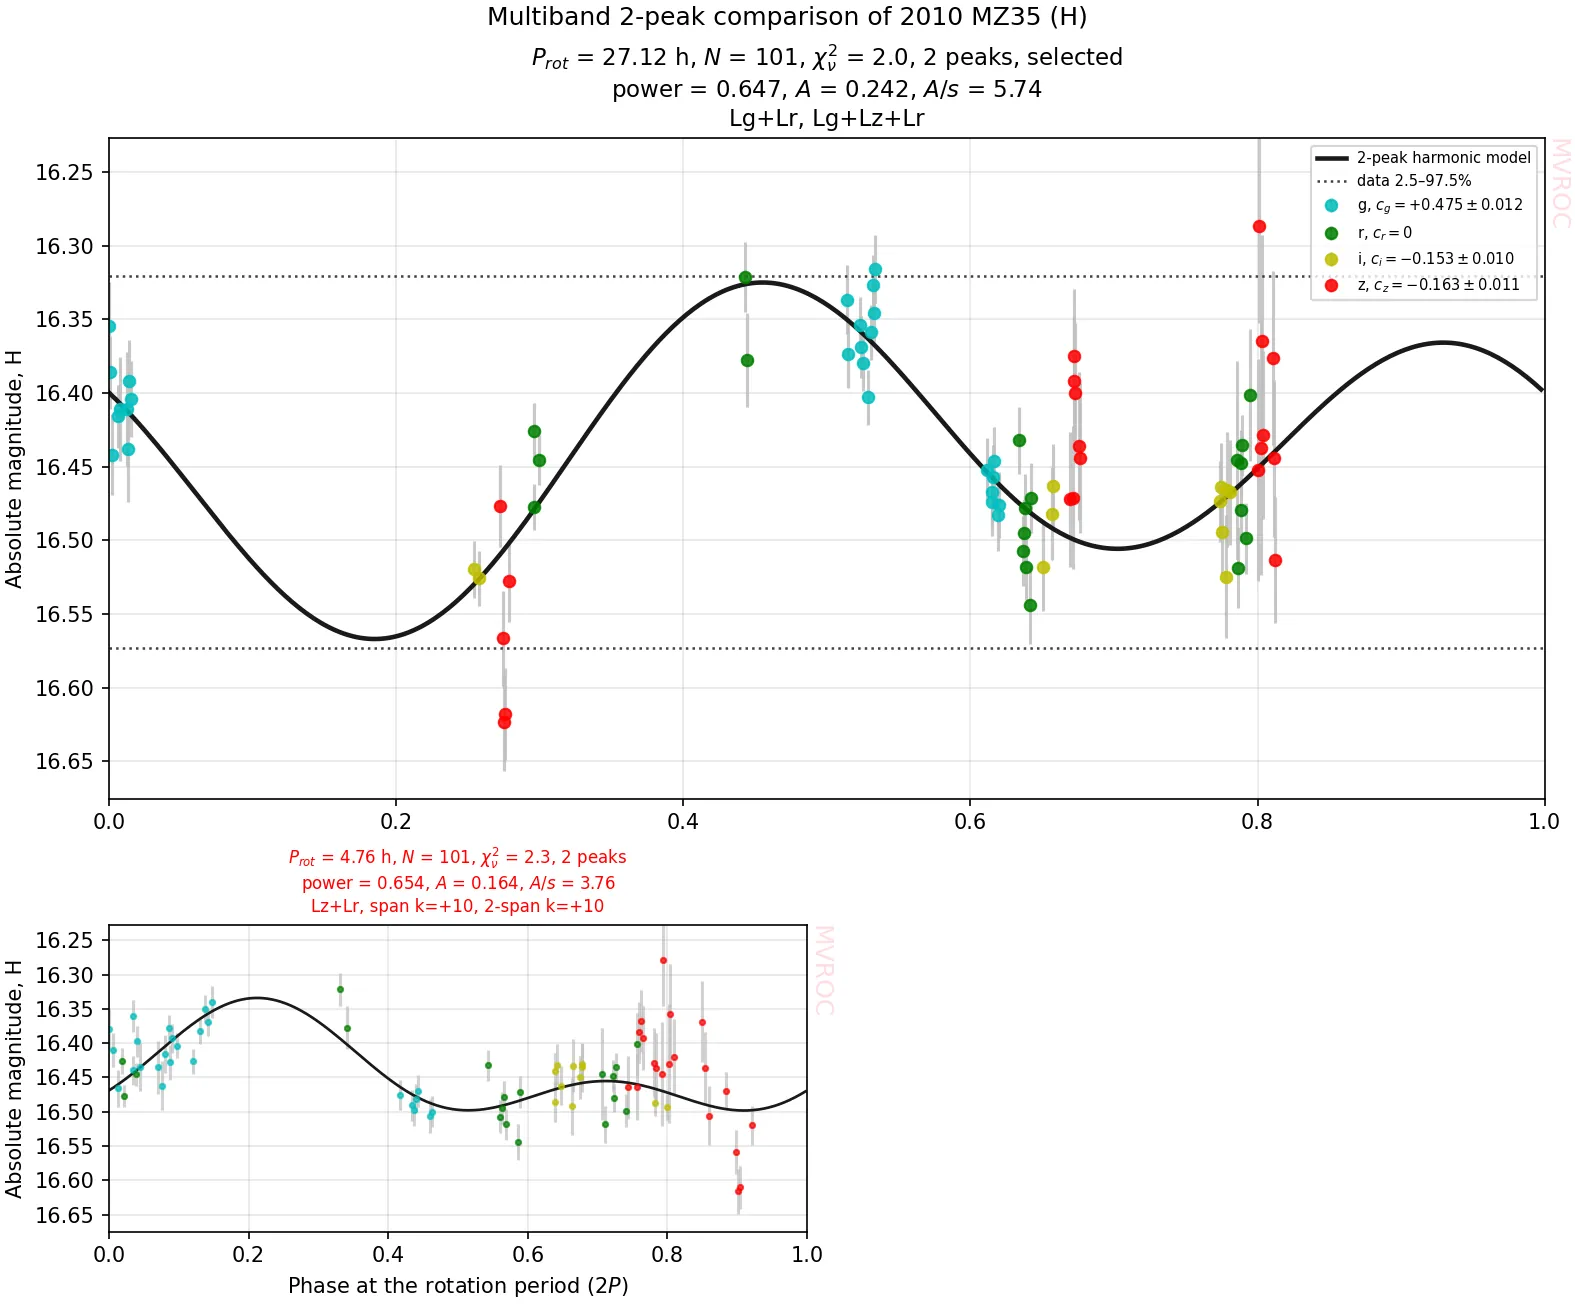 Multiband 2-peak comparison of 2010 MZ35 (H)
P_rot = 27.12 h, N = 101, χ²_ν = 2.0, 2 peaks, selected
power = 0.647, A = 0.242, A/s = 5.74
Lg+Lr, Lg+Lz+Lr
2-peak harmonic model
data 2.5–97.5%
g, c_g = +0.475 ± 0.012
r, c_r = 0
i, c_i = −0.153 ± 0.010
z, c_z = −0.163 ± 0.011
MVROC
Absolute magnitude, H
16.25
16.30
16.35
16.40
16.45
16.50
16.55
16.60
16.65
0.0 0.2 0.4 0.6 0.8 1.0
P_rot = 4.76 h, N = 101, χ²_ν = 2.3, 2 peaks
power = 0.654, A = 0.164, A/s = 3.76
Lz+Lr, span k=+10, 2-span k=+10
MVROC
Absolute magnitude, H
16.25
16.30
16.35
16.40
16.45
16.50
16.55
16.60
16.65
0.0 0.2 0.4 0.6 0.8 1.0
Phase at the rotation period (2P)